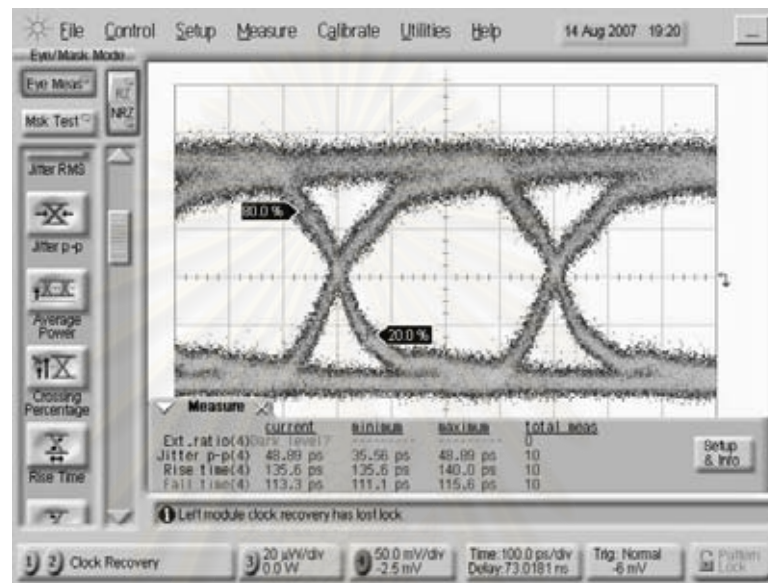 File Control Setup Measure Calibrate Utilities Help 14 Aug 2007 19:20
Eye/Mask Mode
Eye Meas
RZ
NRZ
Msk Test
Jitter RMS
80.0 %
Jitter p-p
Average
Power
20.0 %
Crossing
Percentage
Rise Time
Measure
current minimum maximum total meas
Ext.ratio(4) Dark level? --------- --------- 0
Jitter p-p(4) 48.89 ps 35.56 ps 48.89 ps 10
Rise time(4) 135.6 ps 135.6 ps 140.0 ps 10
Fall time(4) 113.3 ps 111.1 ps 115.6 ps 10
Setup
& Info
Left module clock recovery has lost lock
1) 2) Clock Recovery
3) 20 µW/div
0.0 W
4) 50.0 mV/div
-2.5 mV
Time:100.0 ps/div
Delay:73.0181 ns
Trig: Normal
-6 mV
Pattern
Lock